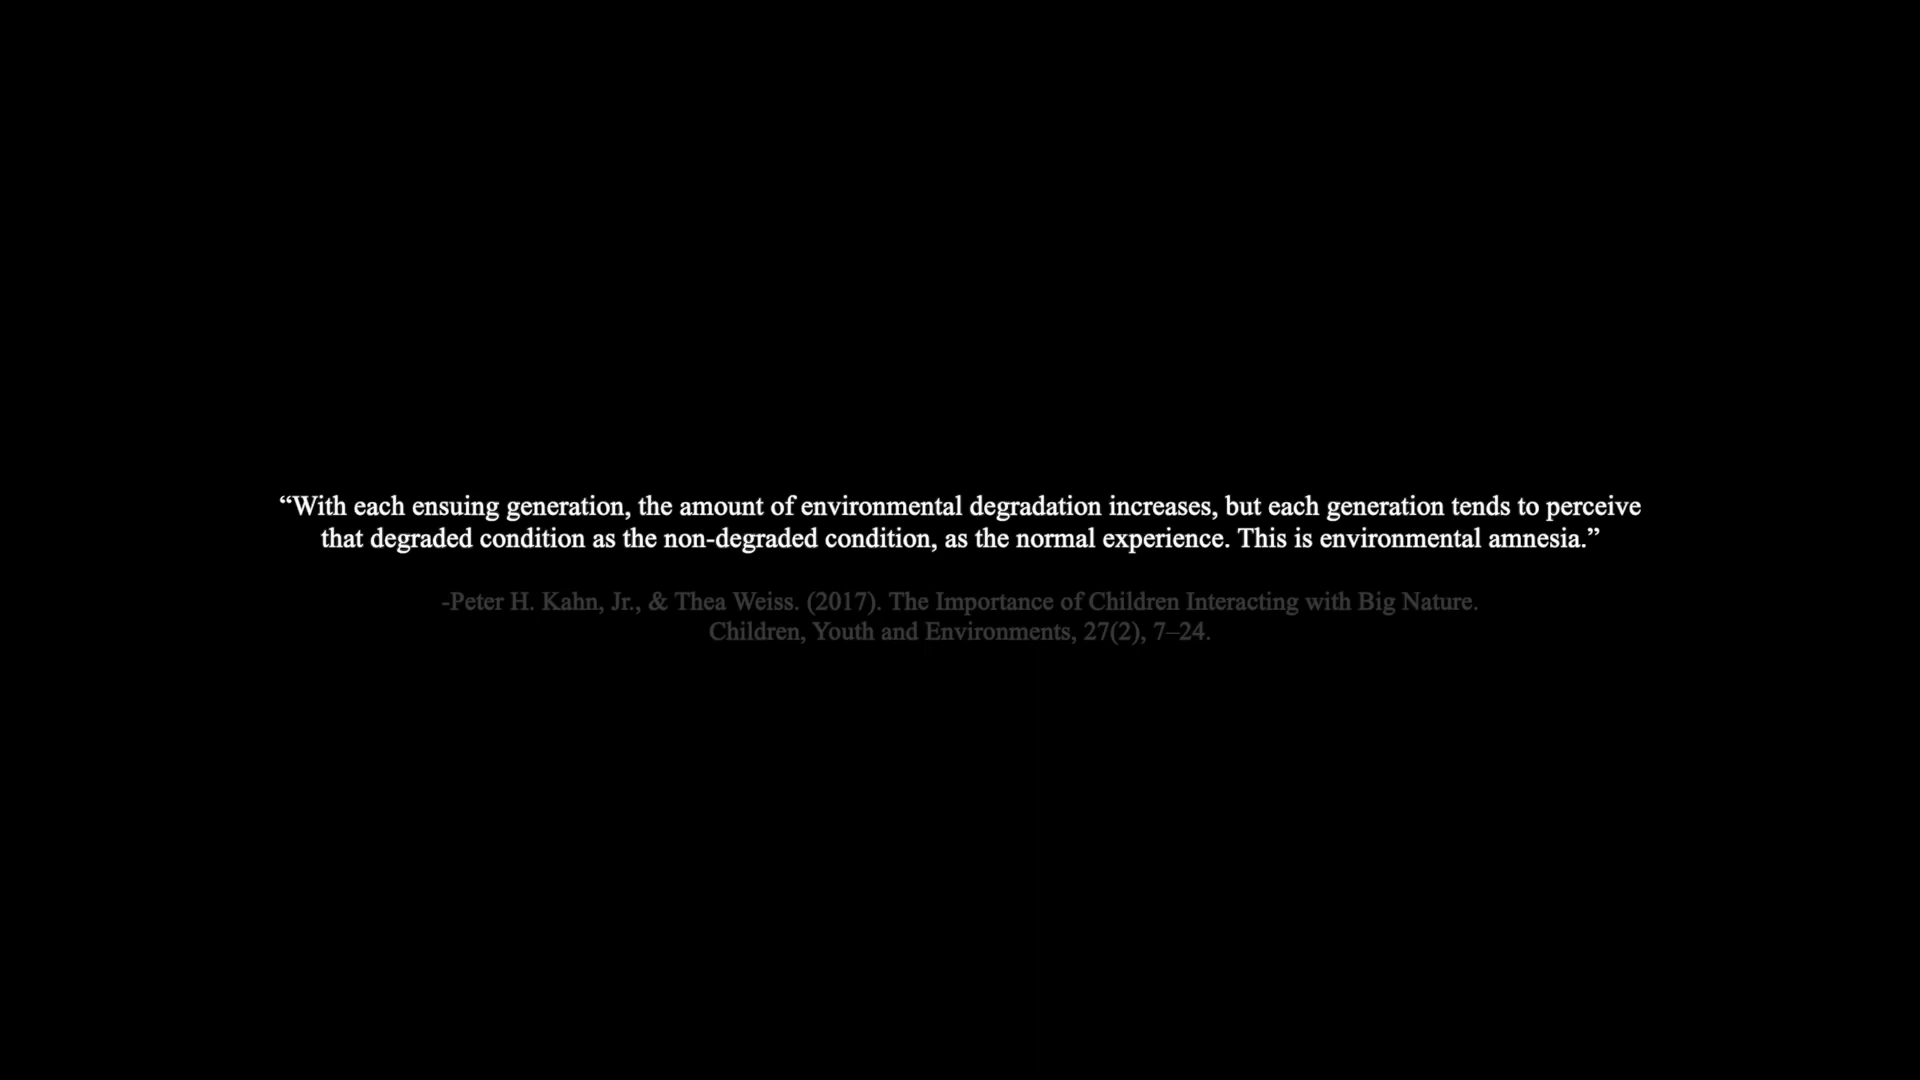 “With each ensuing generation, the amount of environmental degradation increases, but each generation tends to perceive
that degraded condition as the non-degraded condition, as the normal experience. This is environmental amnesia.”
-Peter H. Kahn, Jr., & Thea Weiss. (2017). The Importance of Children Interacting with Big Nature.
Children, Youth and Environments, 27(2), 7–24.